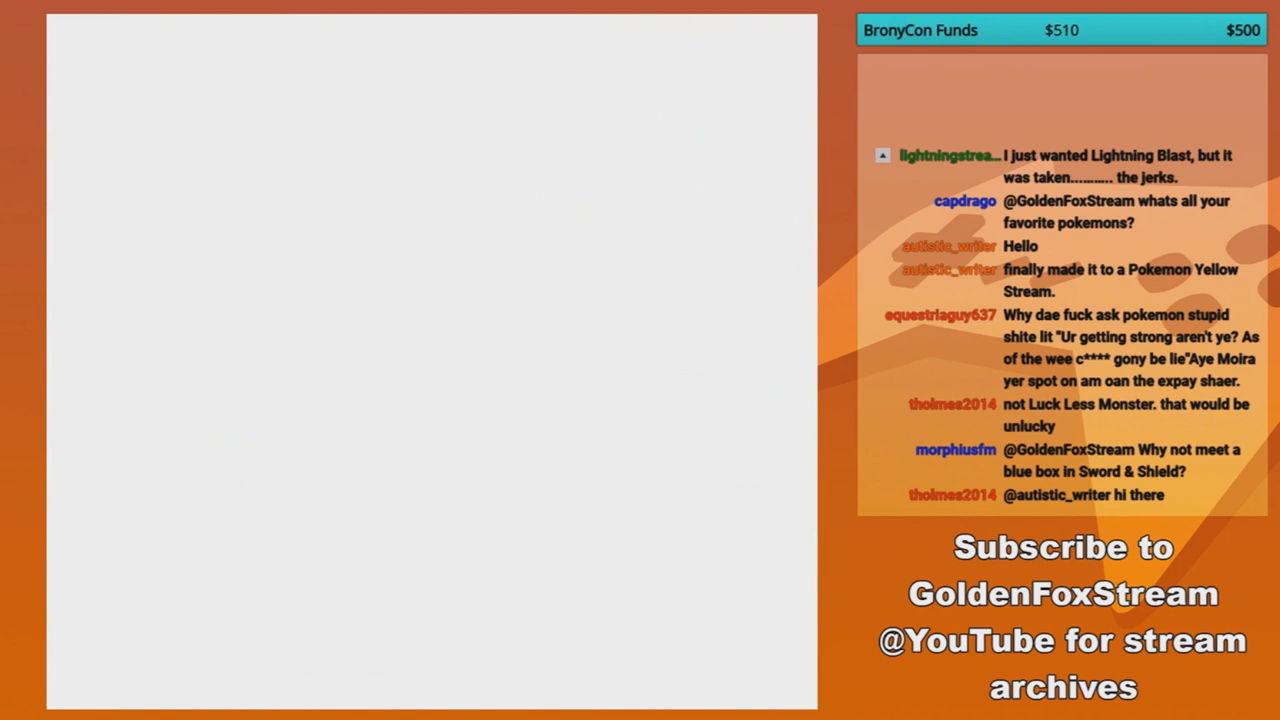 BronyCon Funds $510 $500
lightningstrea... I just wanted Lightning Blast, but it
was taken.......... the jerks.
capdrago @GoldenFoxStream whats all your
favorite pokemons?
autistic_writer Hello
autistic_writer finally made it to a Pokemon Yellow
Stream.
equestriaguy637 Why dae fuck ask pokemon stupid
shite lit "Ur getting strong aren't ye? As
of the wee c**** gony be lie"Aye Moira
yer spot on am oan the expay shaer.
tholmes2014 not Luck Less Monster. that would be
unlucky
morphiusfm @GoldenFoxStream Why not meet a
blue box in Sword & Shield?
tholmes2014 @autistic_writer hi there
Subscribe to
GoldenFoxStream
@YouTube for stream
archives